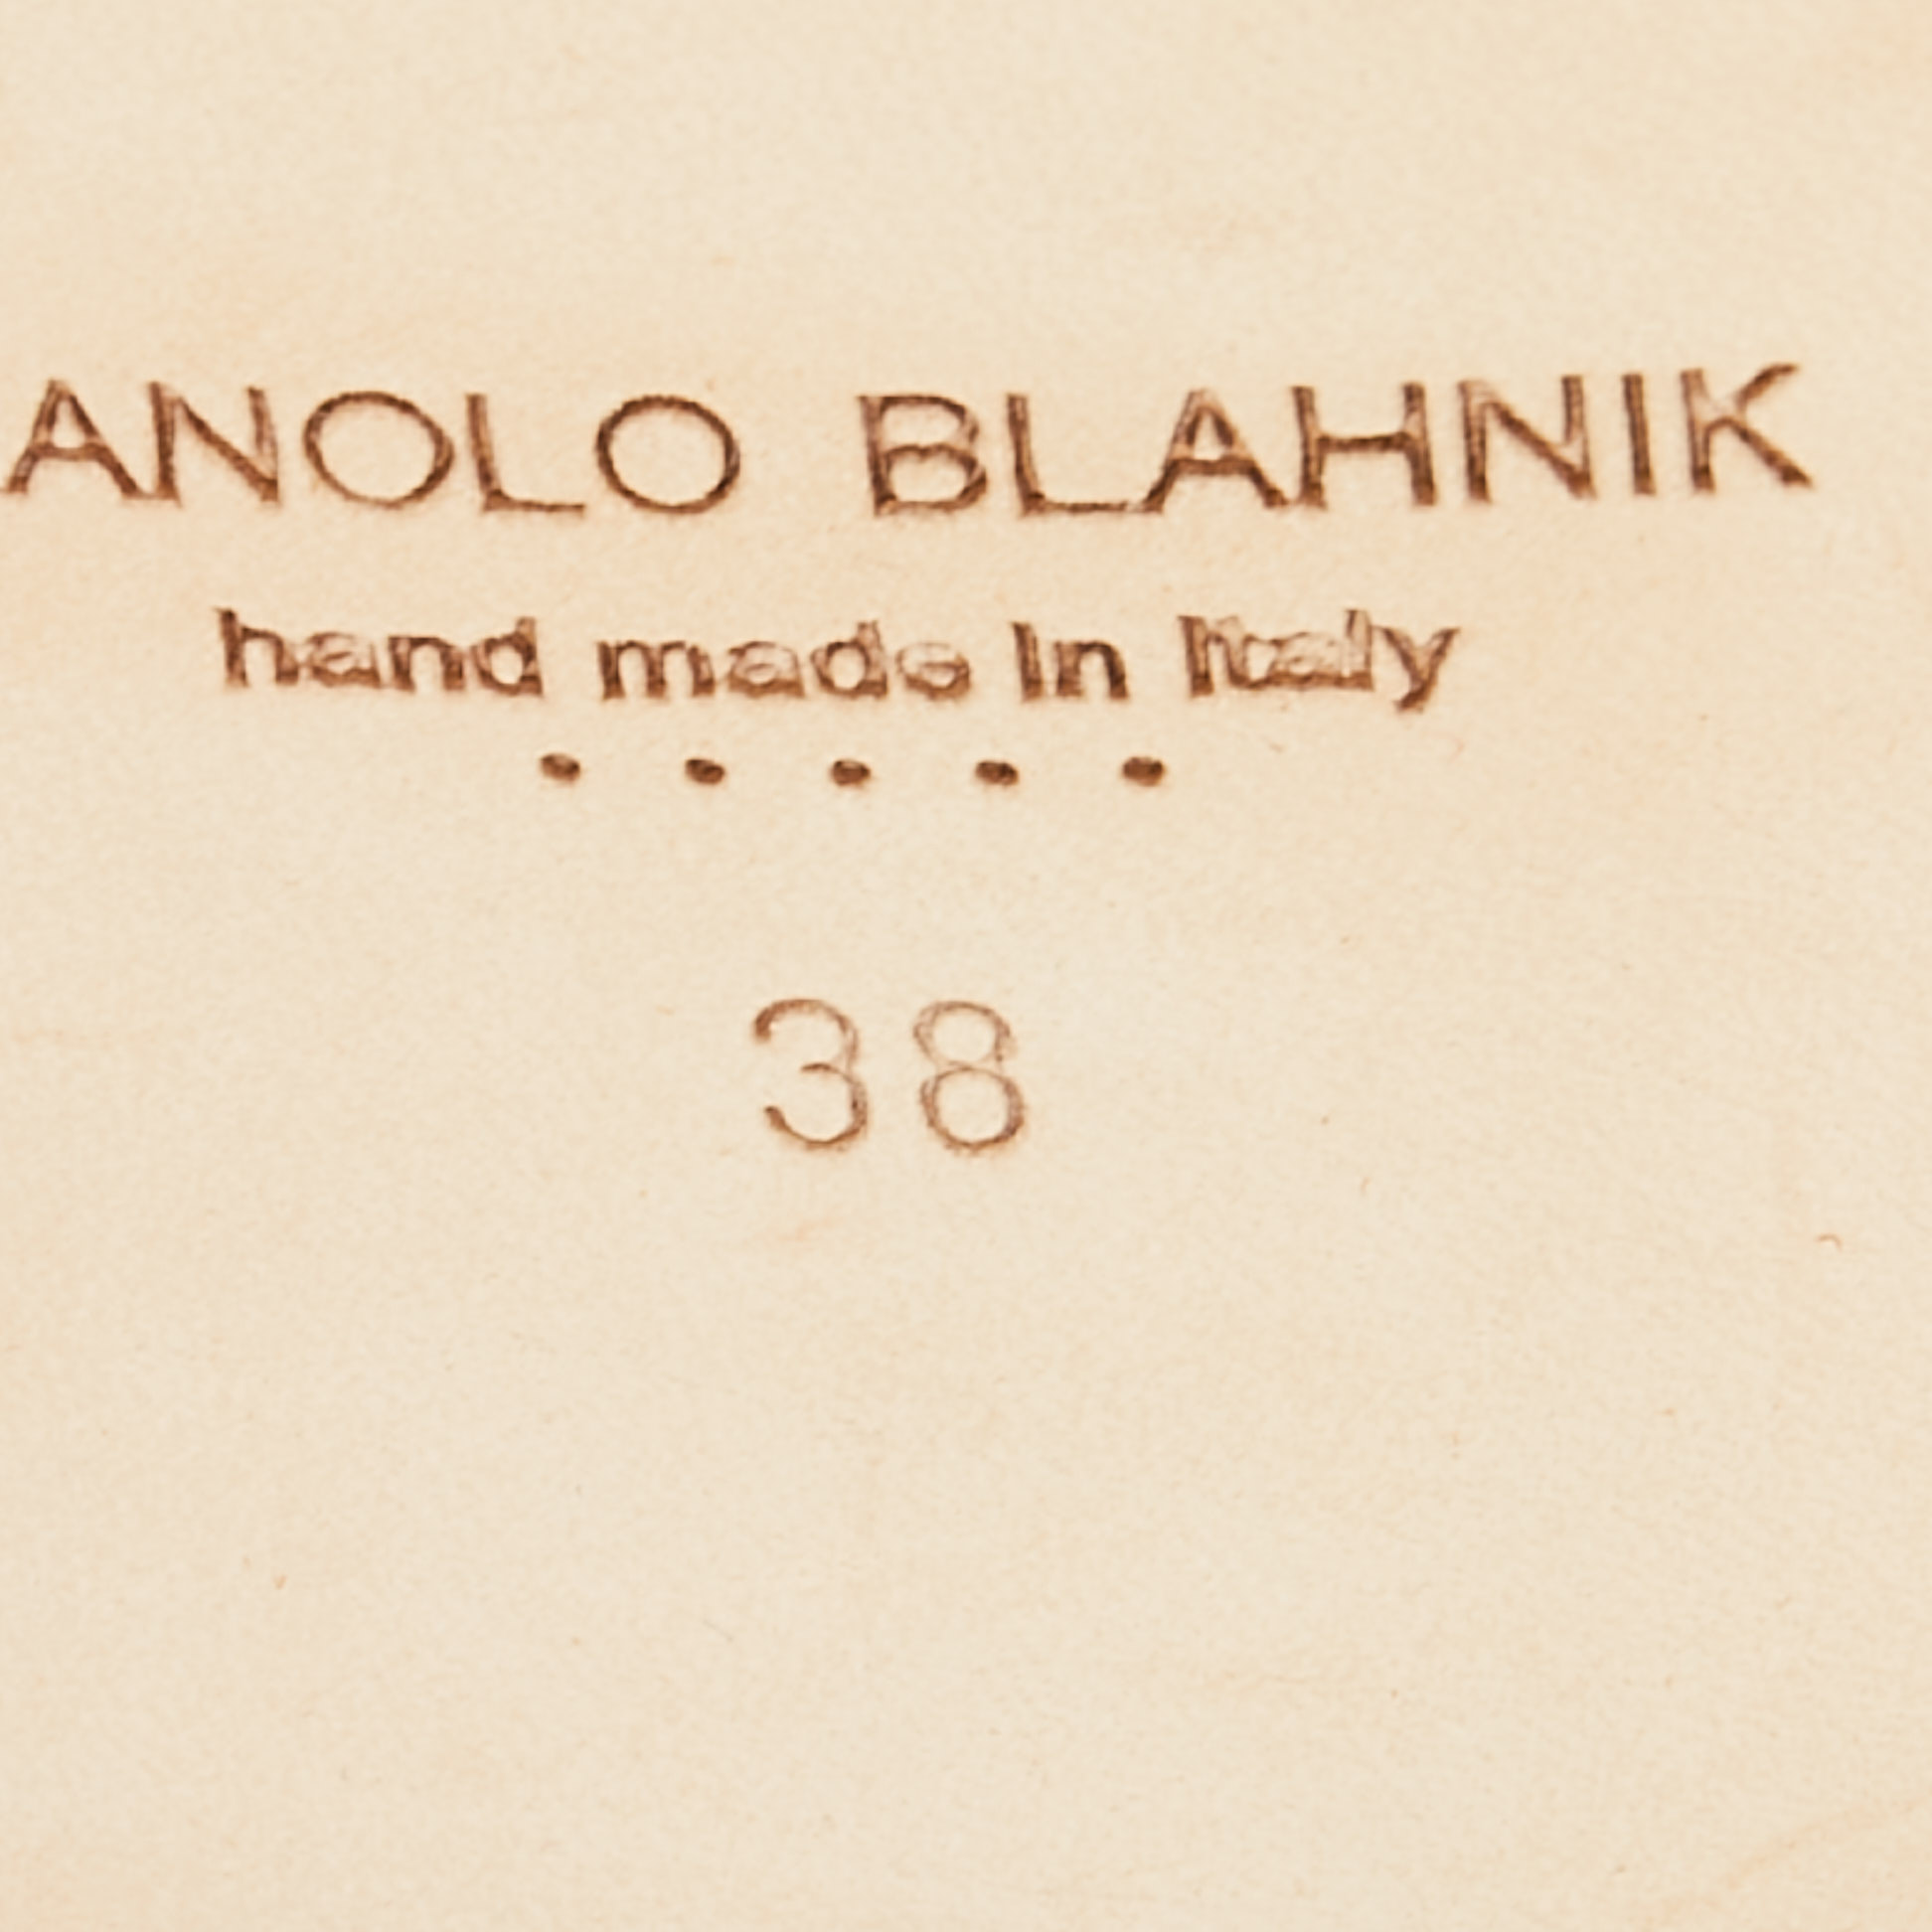 ANOLO BLAHNIK
hand made in Italy
• • • • •
38